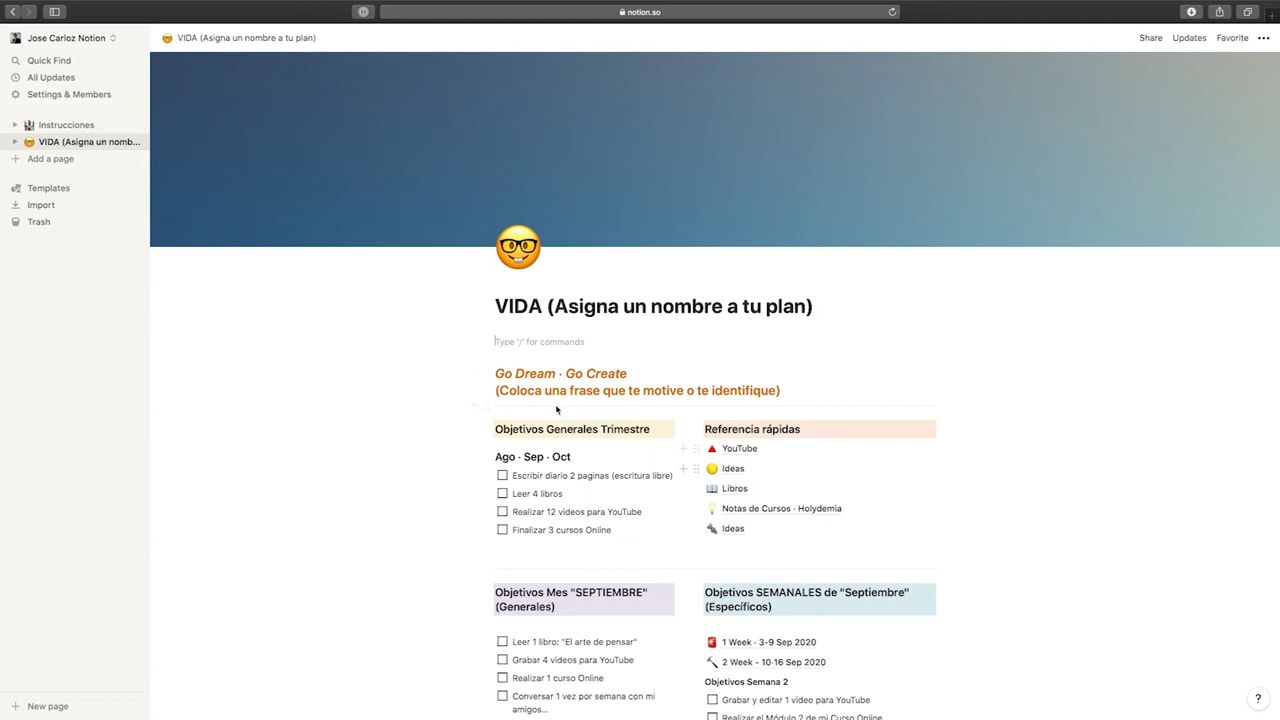 notion.so
Jose Carloz Notion
Quick Find
All Updates
Settings & Members
Instrucciones
VIDA (Asigna un nomb...
Add a page
Templates
Import
Trash
New page
VIDA (Asigna un nombre a tu plan)
Share
Updates
Favorite
VIDA (Asigna un nombre a tu plan)
Type '/' for commands
Go Dream · Go Create
(Coloca una frase que te motive o te identifique)
Objetivos Generales Trimestre
Ago · Sep · Oct
Escribir diario 2 paginas (escritura libre)
Leer 4 libros
Realizar 12 videos para YouTube
Finalizar 3 cursos Online
Referencia rápidas
YouTube
Ideas
Libros
Notas de Cursos · Holydemia
Ideas
Objetivos Mes "SEPTIEMBRE"
(Generales)
Leer 1 libro: "El arte de pensar"
Grabar 4 videos para YouTube
Realizar 1 curso Online
Conversar 1 vez por semana con mi
amigos...
Objetivos SEMANALES de "Septiembre"
(Específicos)
1 Week · 3-9 Sep 2020
2 Week - 10-16 Sep 2020
Objetivos Semana 2
Grabar y editar 1 video para YouTube
Realizar el Módulo 2 de mi Curso Online
?